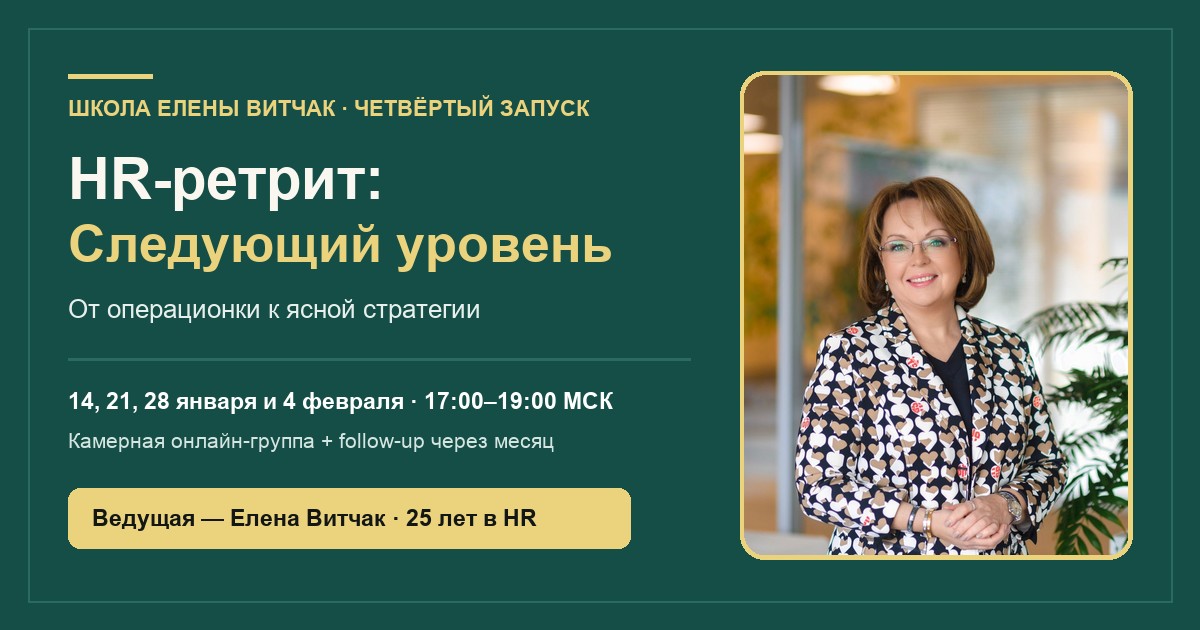 ШКОЛА ЕЛЕНЫ ВИТЧАК · ЧЕТВЁРТЫЙ ЗАПУСК
HR-ретрит:
Следующий уровень
От операционки к ясной стратегии
14, 21, 28 января и 4 февраля · 17:00–19:00 МСК
Камерная онлайн-группа + follow-up через месяц
Ведущая — Елена Витчак · 25 лет в HR